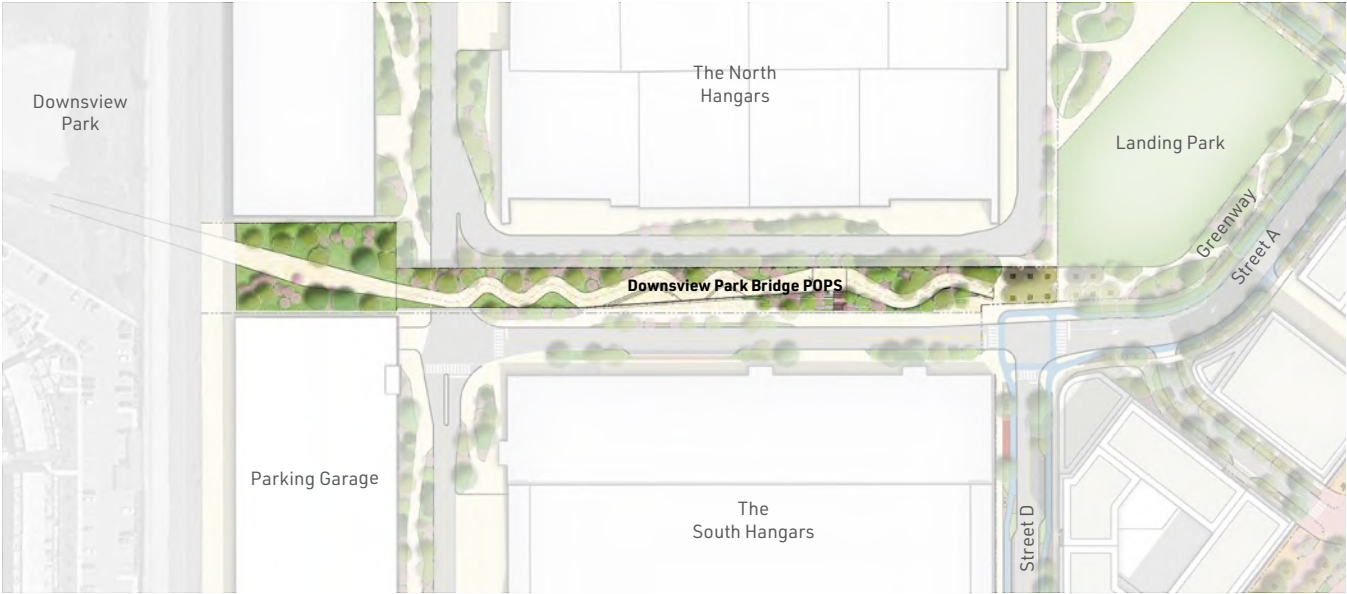 Downsview
Park
The North
Hangars
Landing Park
Greenway
Street A
Downsview Park Bridge POPS
Parking Garage
The
South Hangars
Street D